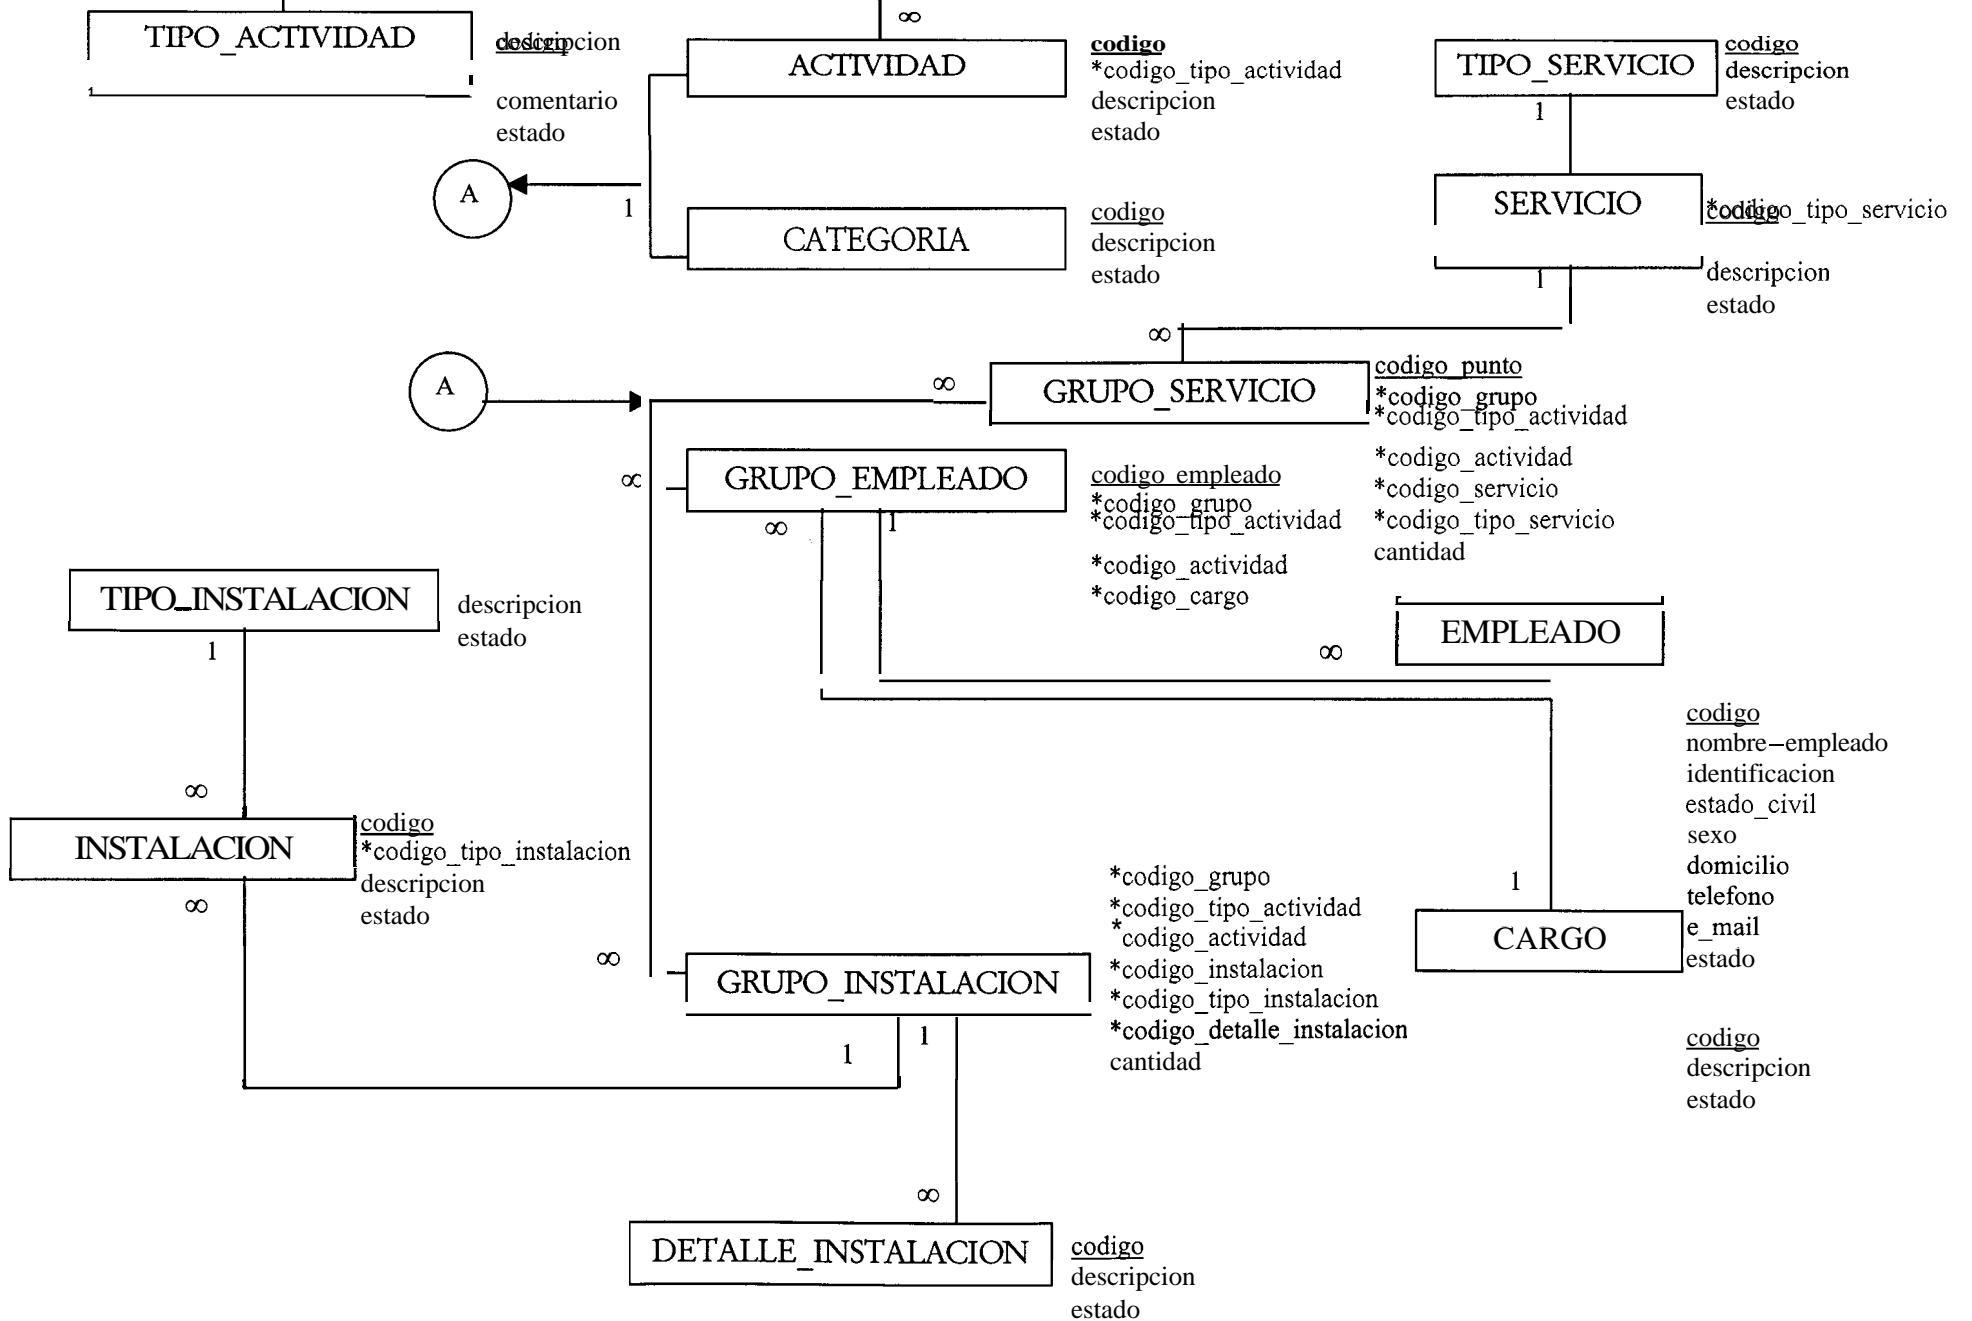 ∞
TIPO_ACTIVIDAD
codigo
descripcion
comentario
estado
ACTIVIDAD
codigo
*codigo_tipo_actividad
descripcion
estado
TIPO_SERVICIO
codigo
descripcion
estado
1
A
1
CATEGORIA
codigo
descripcion
estado
SERVICIO
codigo
*codigo_tipo_servicio
descripcion
estado
1
∞
A
∞
GRUPO_SERVICIO
codigo_punto
*codigo_grupo
*codigo_tipo_actividad
*codigo_actividad
*codigo_servicio
*codigo_tipo_servicio
cantidad
∞
GRUPO_EMPLEADO
codigo empleado
*codigo_grupo
*codigo_tipo_actividad
*codigo_actividad
*codigo_cargo
∞
1
TIPO_INSTALACION
descripcion
estado
1
EMPLEADO
∞
codigo
nombre-empleado
identificacion
estado_civil
sexo
domicilio
telefono
e_mail
estado
∞
INSTALACION
codigo
*codigo_tipo_instalacion
descripcion
estado
∞
1
CARGO
codigo
descripcion
estado
∞
GRUPO_INSTALACION
*codigo_grupo
*codigo_tipo_actividad
*codigo_actividad
*codigo_instalacion
*codigo_tipo_instalacion
*codigo_detalle_instalacion
cantidad
1
1
∞
DETALLE_INSTALACION
codigo
descripcion
estado